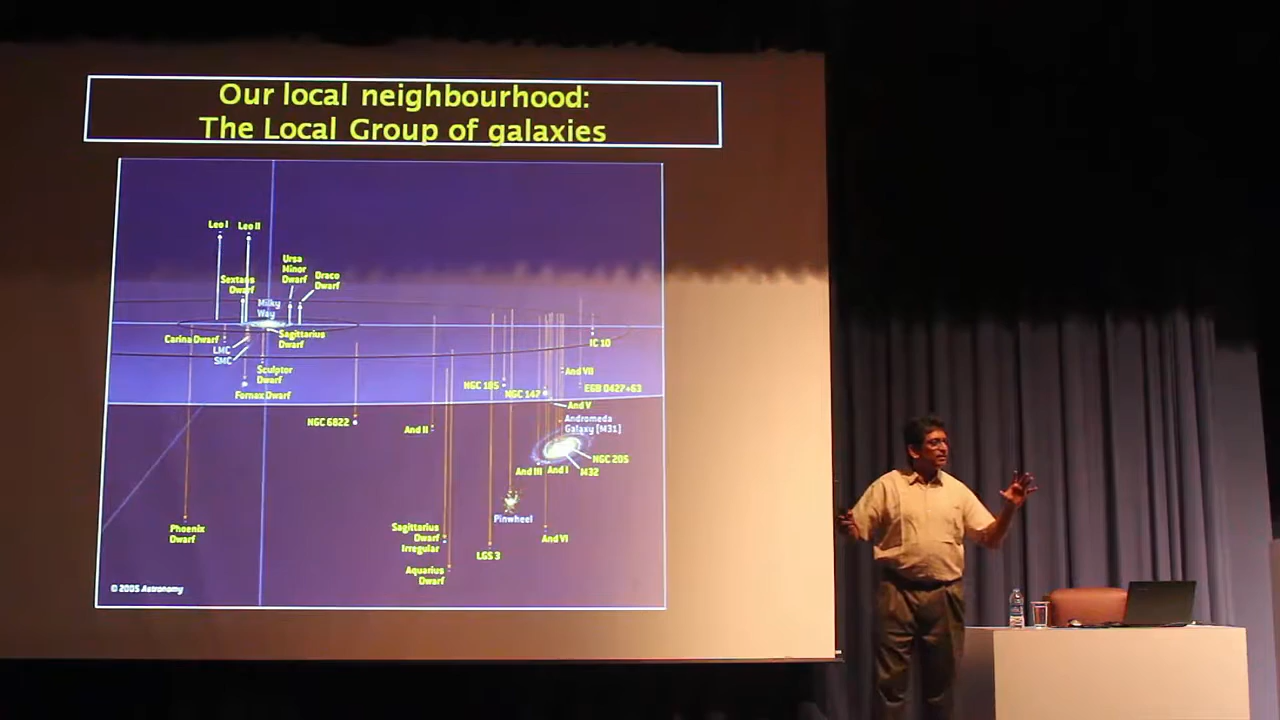 Our local neighbourhood:
The Local Group of galaxies
Leo I
Leo II
Ursa
Minor
Dwarf
Draco
Dwarf
Sextans
Dwarf
Milky
Way
Carina Dwarf
LMC
SMC
Sagittarius
Dwarf
Sculptor
Dwarf
Fornax Dwarf
IC 10
And VII
NGC 185
EGB 0427+63
NGC 147
And V
NGC 6822
And II
Andromeda
Galaxy [M31]
NGC 205
And III
And I
M32
Pinwheel
Phoenix
Dwarf
Sagittarius
Dwarf
Irregular
And VI
LGS 3
Aquarius
Dwarf
© 2005 Astronomy